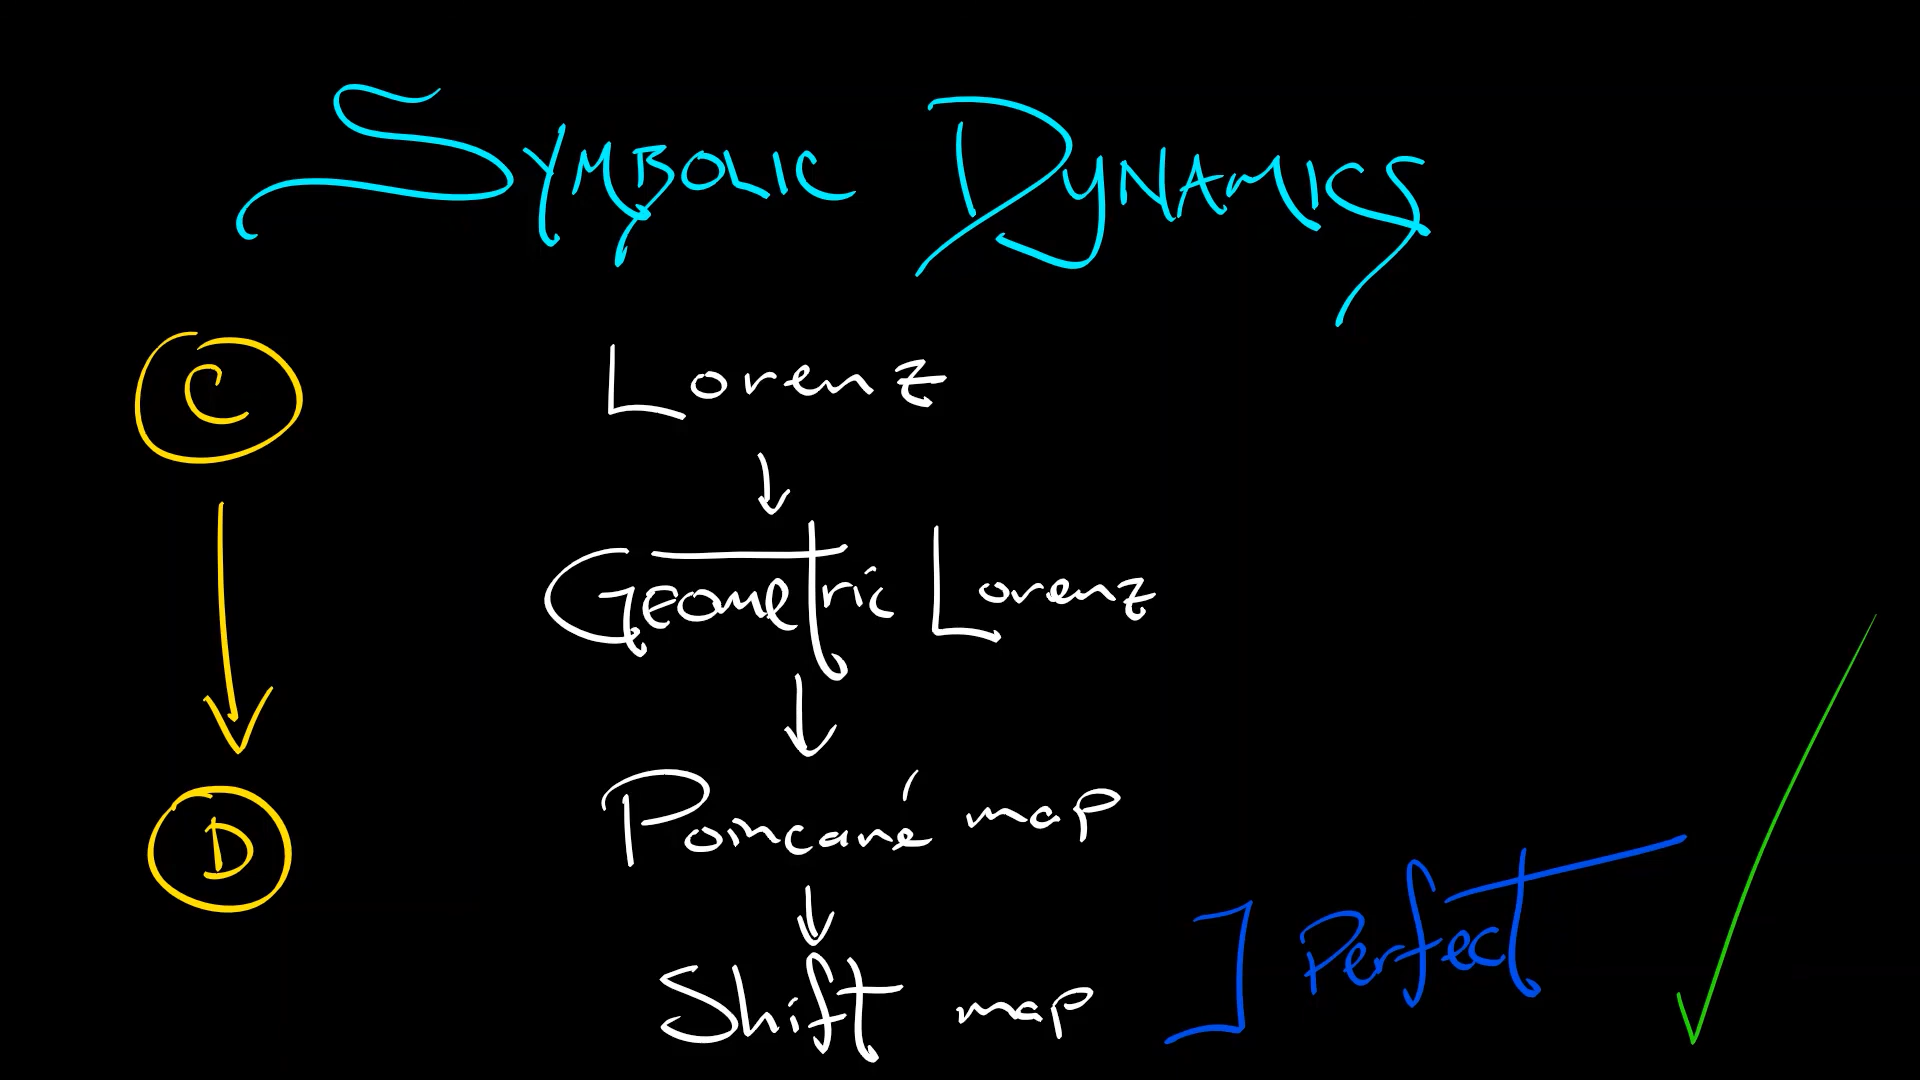 SYMBOLIC DYNAMICS
C
Lorenz
Geometric Lorenz
Poincaré map
D
Shift map
Perfect